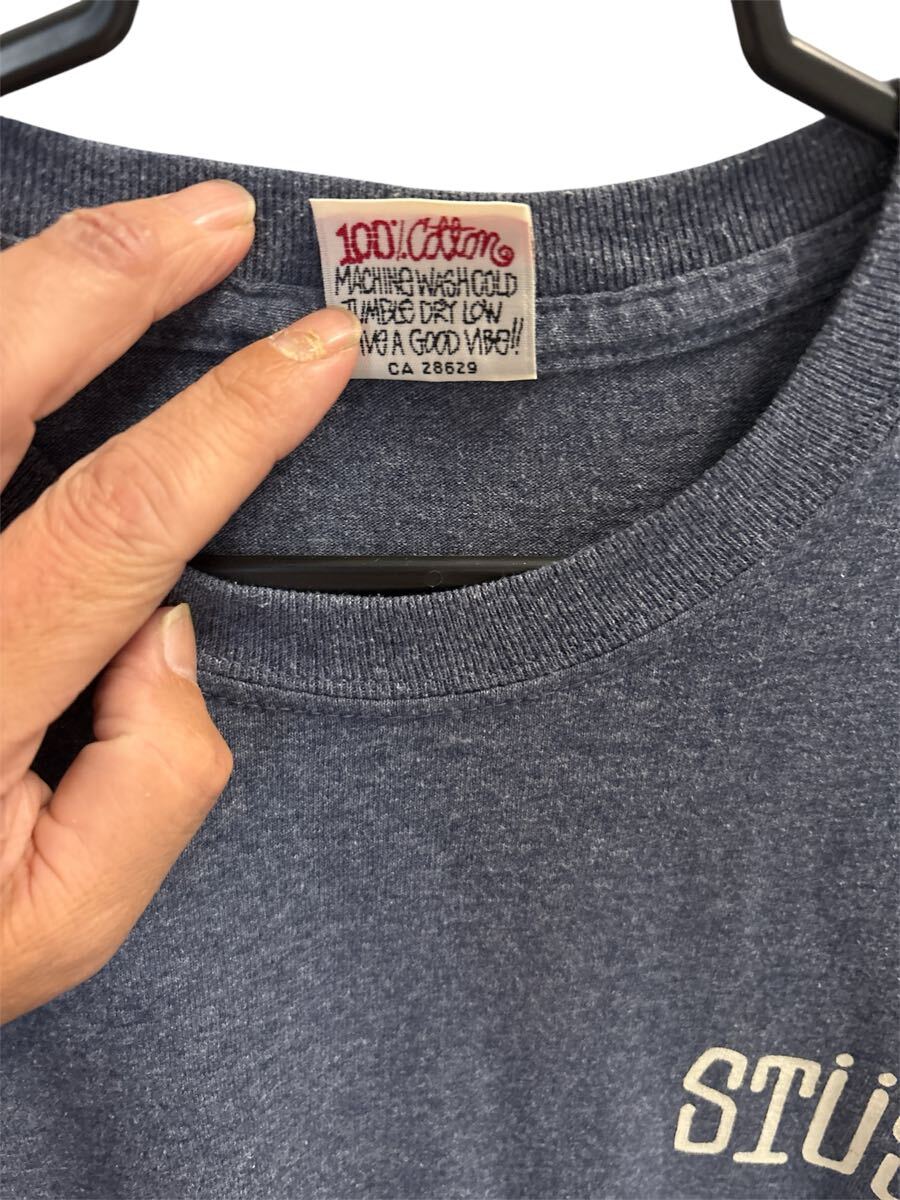 100% Cotton
MACHINE WASH COLD
TUMBLE DRY LOW
A GOOD VIBE!!
CA 28629
STÜS